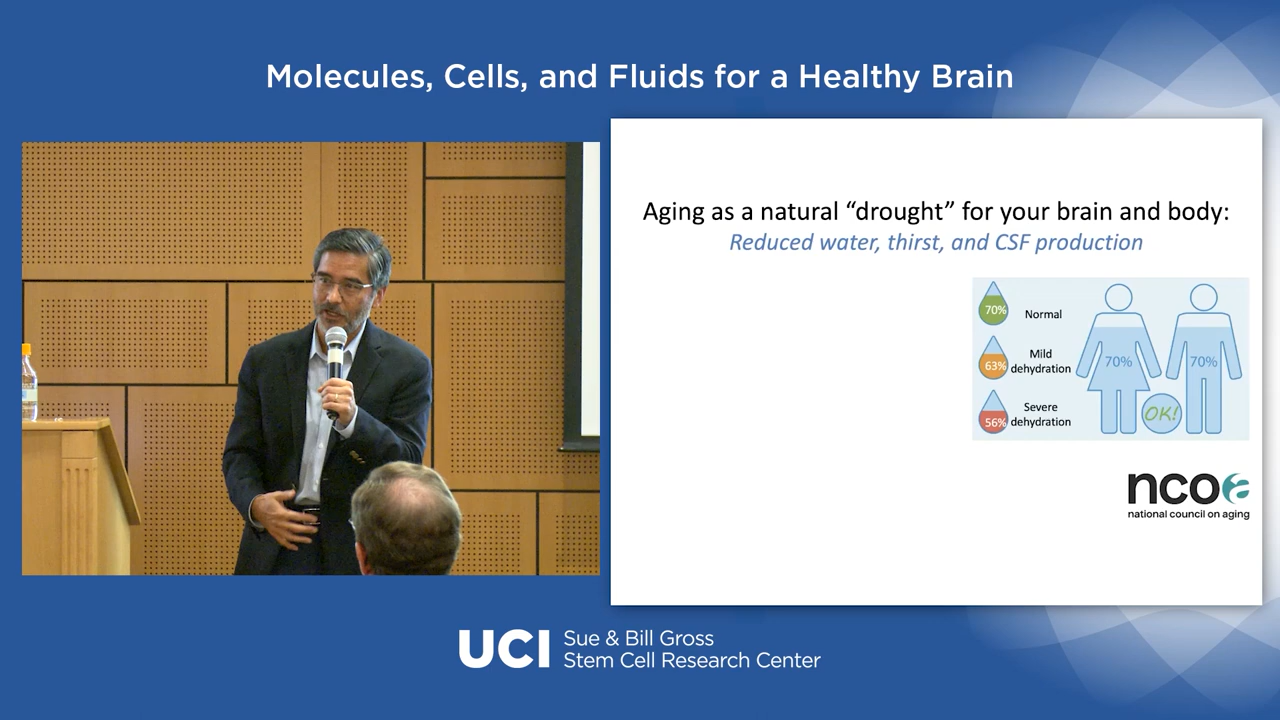 Molecules, Cells, and Fluids for a Healthy Brain
Aging as a natural “drought” for your brain and body:
Reduced water, thirst, and CSF production
70%
Normal
63%
Mild
dehydration
56%
Severe
dehydration
70%
70%
OK!
ncoa
national council on aging
UCI
Sue & Bill Gross
Stem Cell Research Center